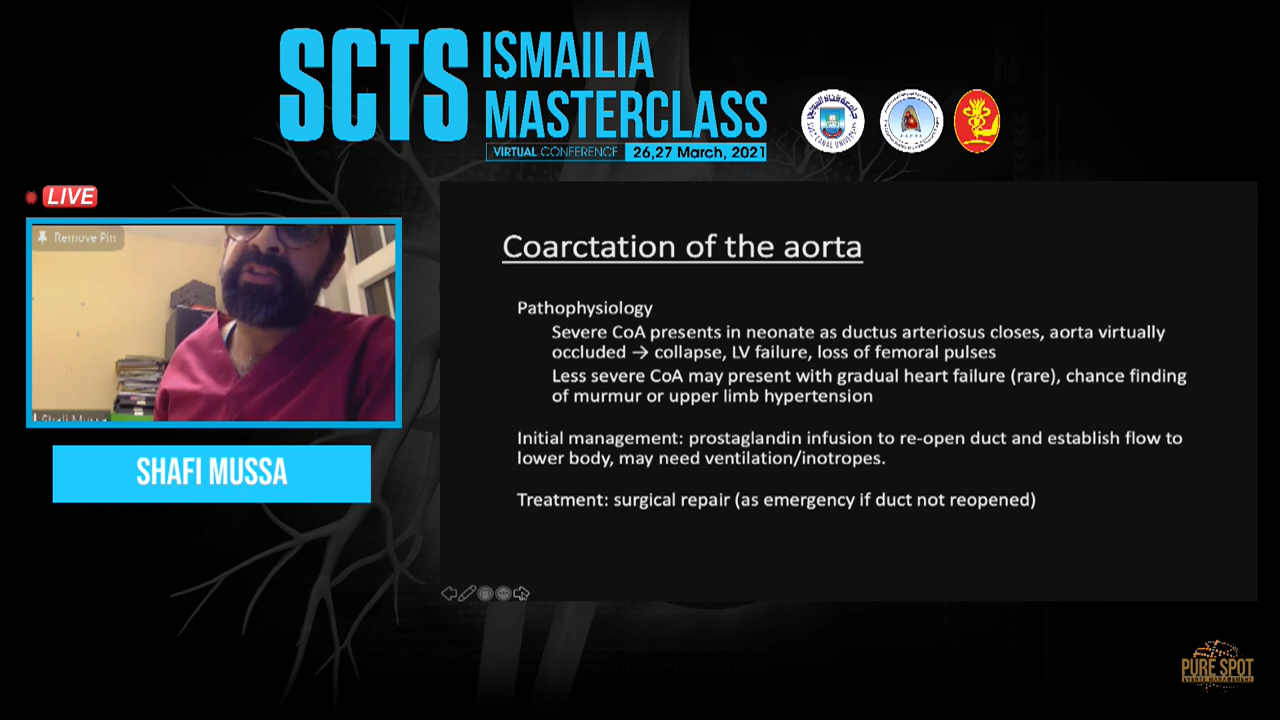 SCTS ISMAILIA
MASTERCLASS
VIRTUAL CONFERENCE 26,27 March, 2021
LIVE
Remove Pin
Shafi Mussa
SHAFI MUSSA
Coarctation of the aorta
Pathophysiology
Severe CoA presents in neonate as ductus arteriosus closes, aorta virtually
occluded → collapse, LV failure, loss of femoral pulses
Less severe CoA may present with gradual heart failure (rare), chance finding
of murmur or upper limb hypertension
Initial management: prostaglandin infusion to re-open duct and establish flow to
lower body, may need ventilation/inotropes.
Treatment: surgical repair (as emergency if duct not reopened)
PURE SPOT